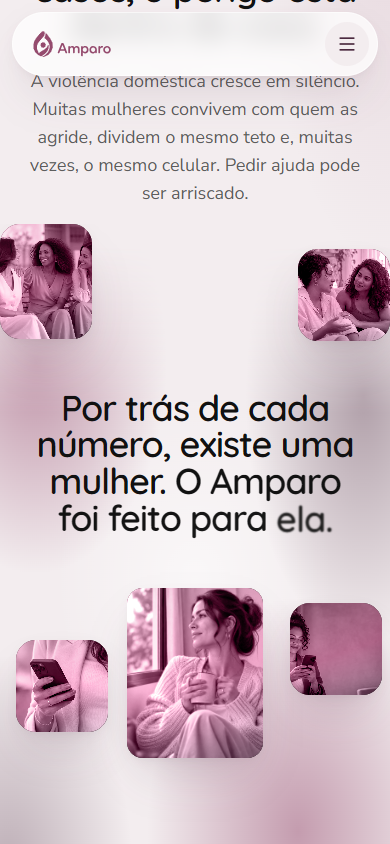 Amparo
A violência doméstica cresce em silêncio.
Muitas mulheres convivem com quem as
agride, dividem o mesmo teto e, muitas
vezes, o mesmo celular. Pedir ajuda pode
ser arriscado.
Por trás de cada
número, existe uma
mulher. O Amparo
foi feito para ela.